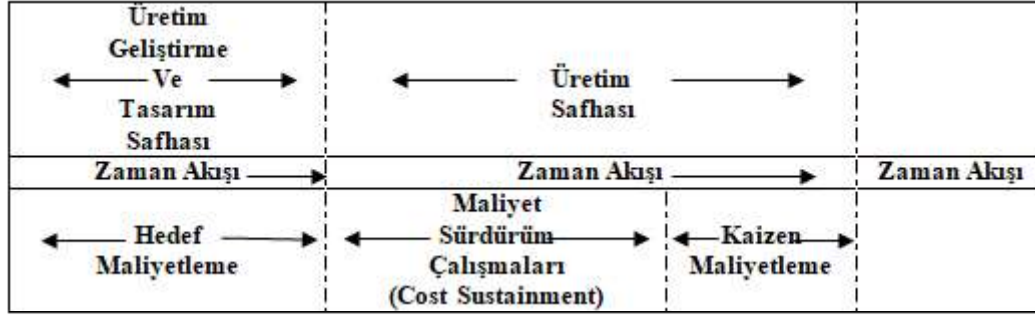 Üretim
Geliştirme
Ve
Tasarım
Safhası
Üretim
Safhası
Zaman Akışı
Zaman Akışı
Zaman Akışı
Hedef
Maliyetleme
Maliyet
Sürdürüm
Çalışmaları
(Cost Sustainment)
Kaizen
Maliyetleme